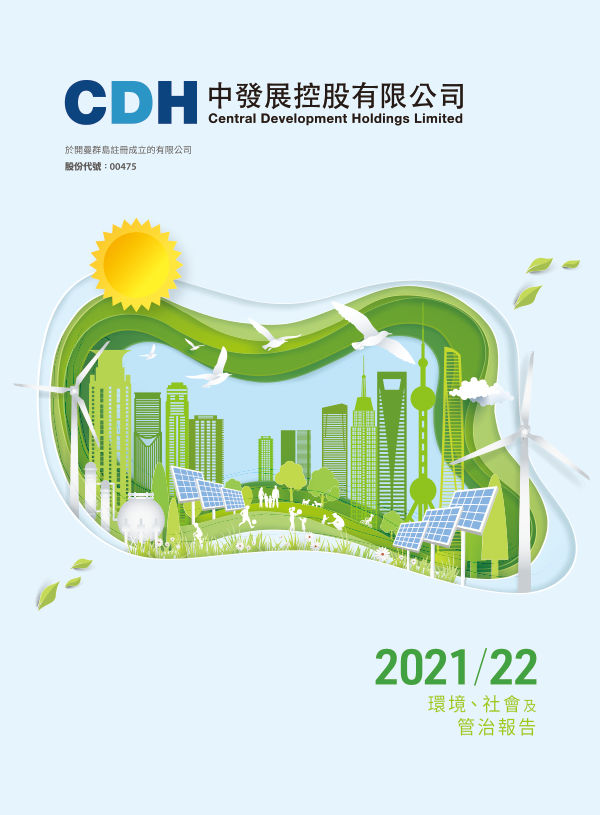 CDH 中發展控股有限公司
Central Development Holdings Limited
於開曼群島註冊成立的有限公司
股份代號：00475
2021/22
環境、社會及
管治報告